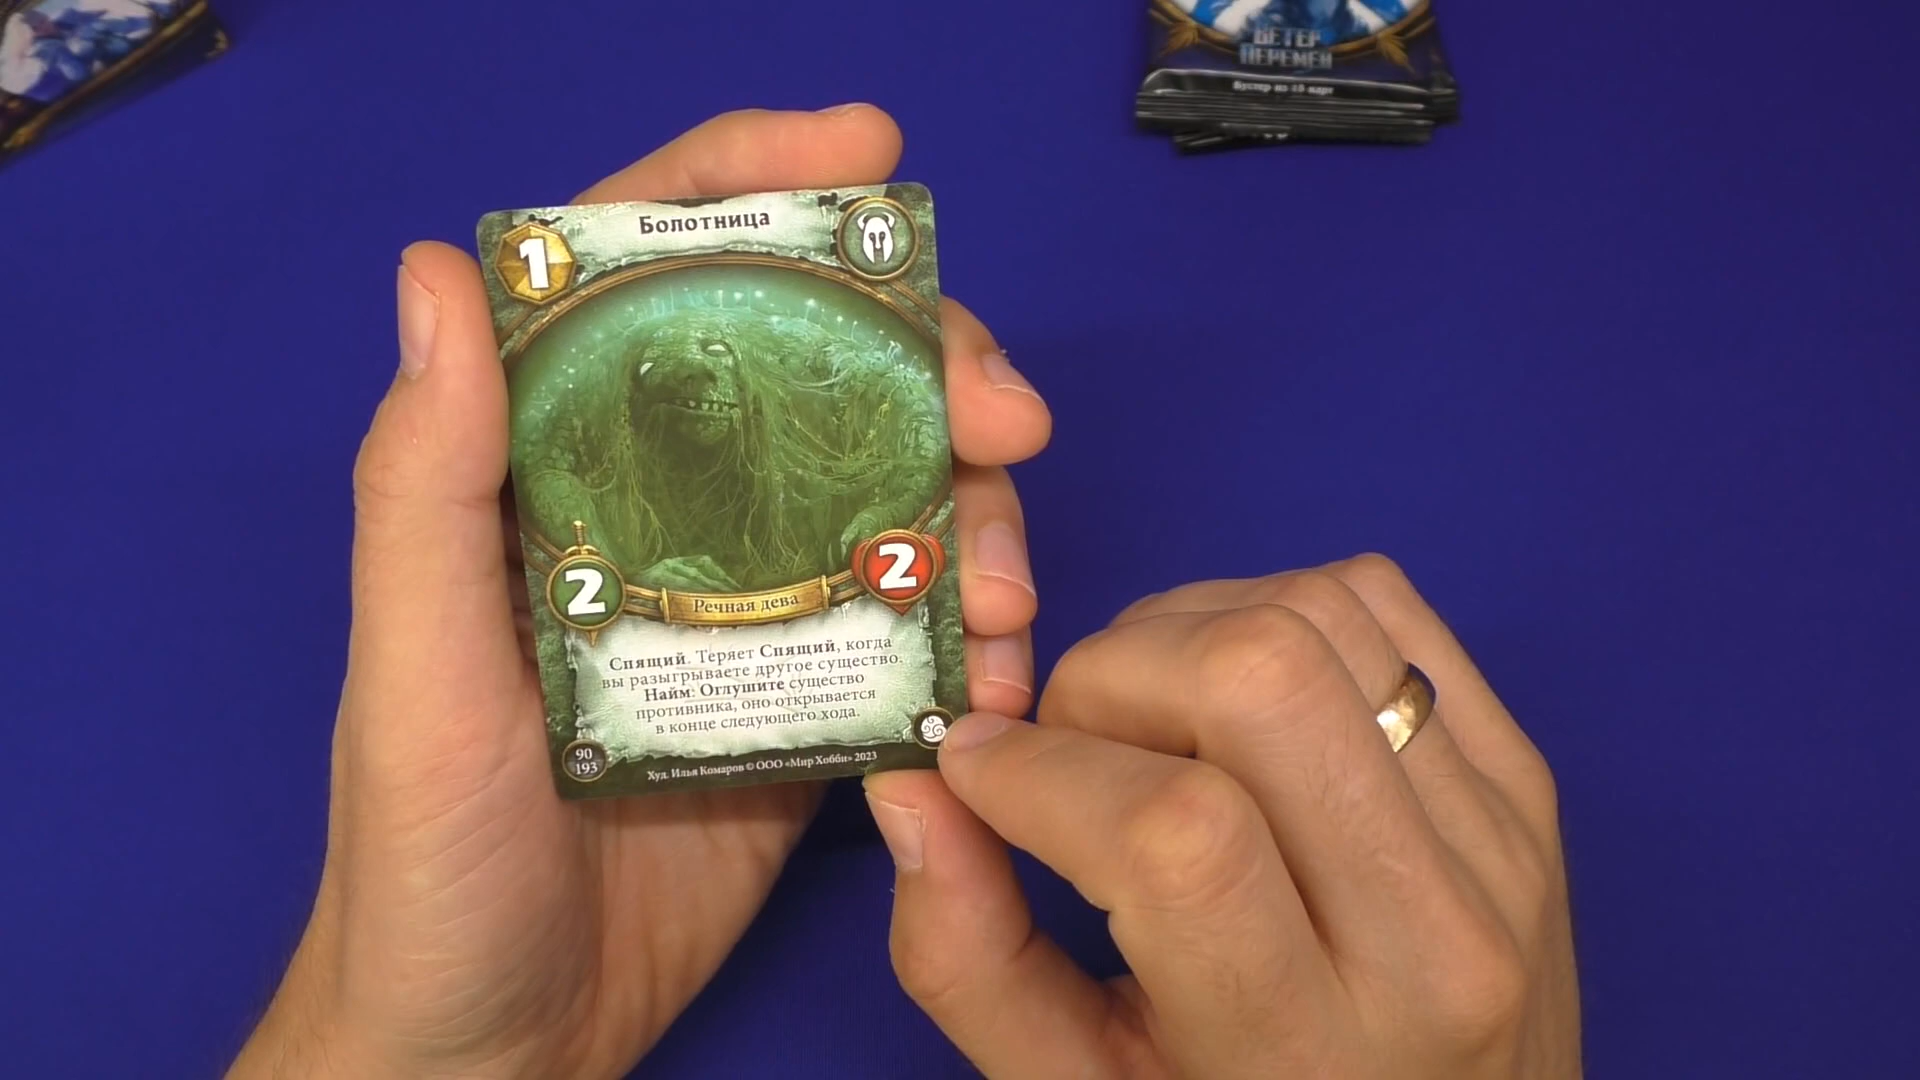 ВЕТЕР
ПЕРЕМЕН
Бустер из 15 карт
Болотница
1
2
2
Речная дева
Спящий. Теряет Спящий, когда
вы разыгрываете другое существо.
Найм: Оглушите существо
противника, оно открывается
в конце следующего хода.
90
193
Худ. Илья Комаров © ООО «Мир Хобби» 2023